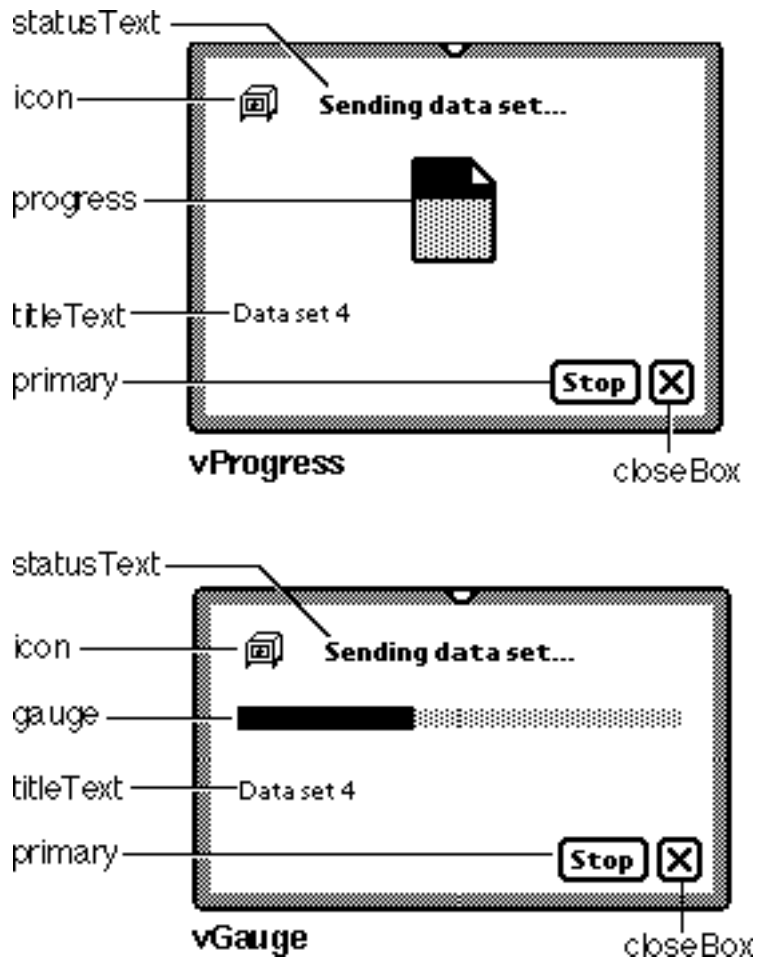 statusText
icon
Sending data set...
progress
titleText
Data set 4
primary
Stop
vProgress
closeBox
statusText
icon
Sending data set...
gauge
titleText
Data set 4
primary
Stop
vGauge
closeBox